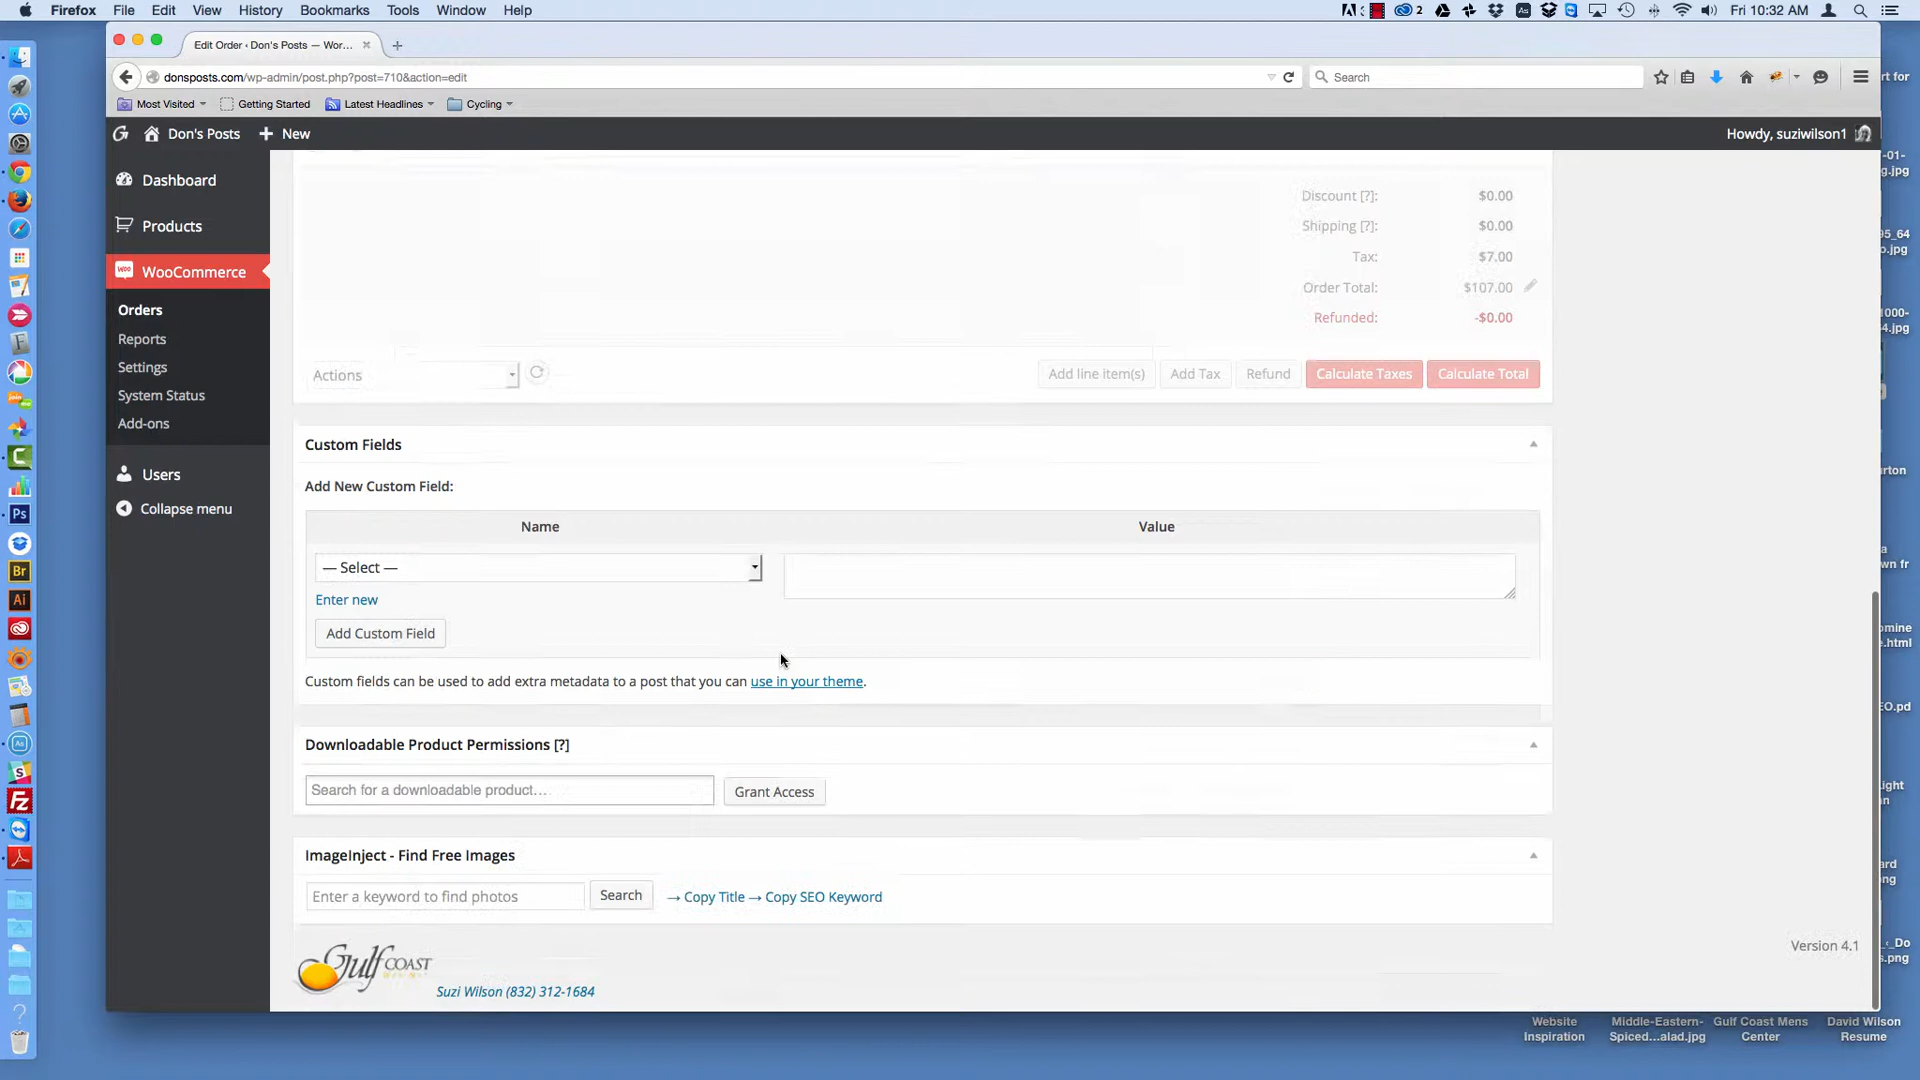 Firefox File Edit View History Bookmarks Tools Window Help
2 Fri 10:32 AM
Edit Order ‹ Don's Posts — Wor...
donsposts.com/wp-admin/post.php?post=710&action=edit
Search
Most Visited Getting Started Latest Headlines Cycling
Don's Posts New
Howdy, suziwilson1
Dashboard
Products
WooCommerce
Orders
Reports
Settings
System Status
Add-ons
Users
Collapse menu
Discount [?]: $0.00
Shipping [?]: $0.00
Tax: $7.00
Order Total: $107.00
Refunded: -$0.00
Actions
Add line item(s) Add Tax Refund Calculate Taxes Calculate Total
Custom Fields
Add New Custom Field:
Name Value
— Select —
Enter new
Add Custom Field
Custom fields can be used to add extra metadata to a post that you can use in your theme.
Downloadable Product Permissions [?]
Search for a downloadable product...
Grant Access
ImageInject - Find Free Images
Enter a keyword to find photos
Search
→ Copy Title → Copy SEO Keyword
Gulf COAST
Suzi Wilson (832) 312-1684
Version 4.1
Ps
Br
Ai
Fz
Website Inspiration
Middle-Eastern-Spiced...alad.jpg
Gulf Coast Mens Center
David Wilson Resume